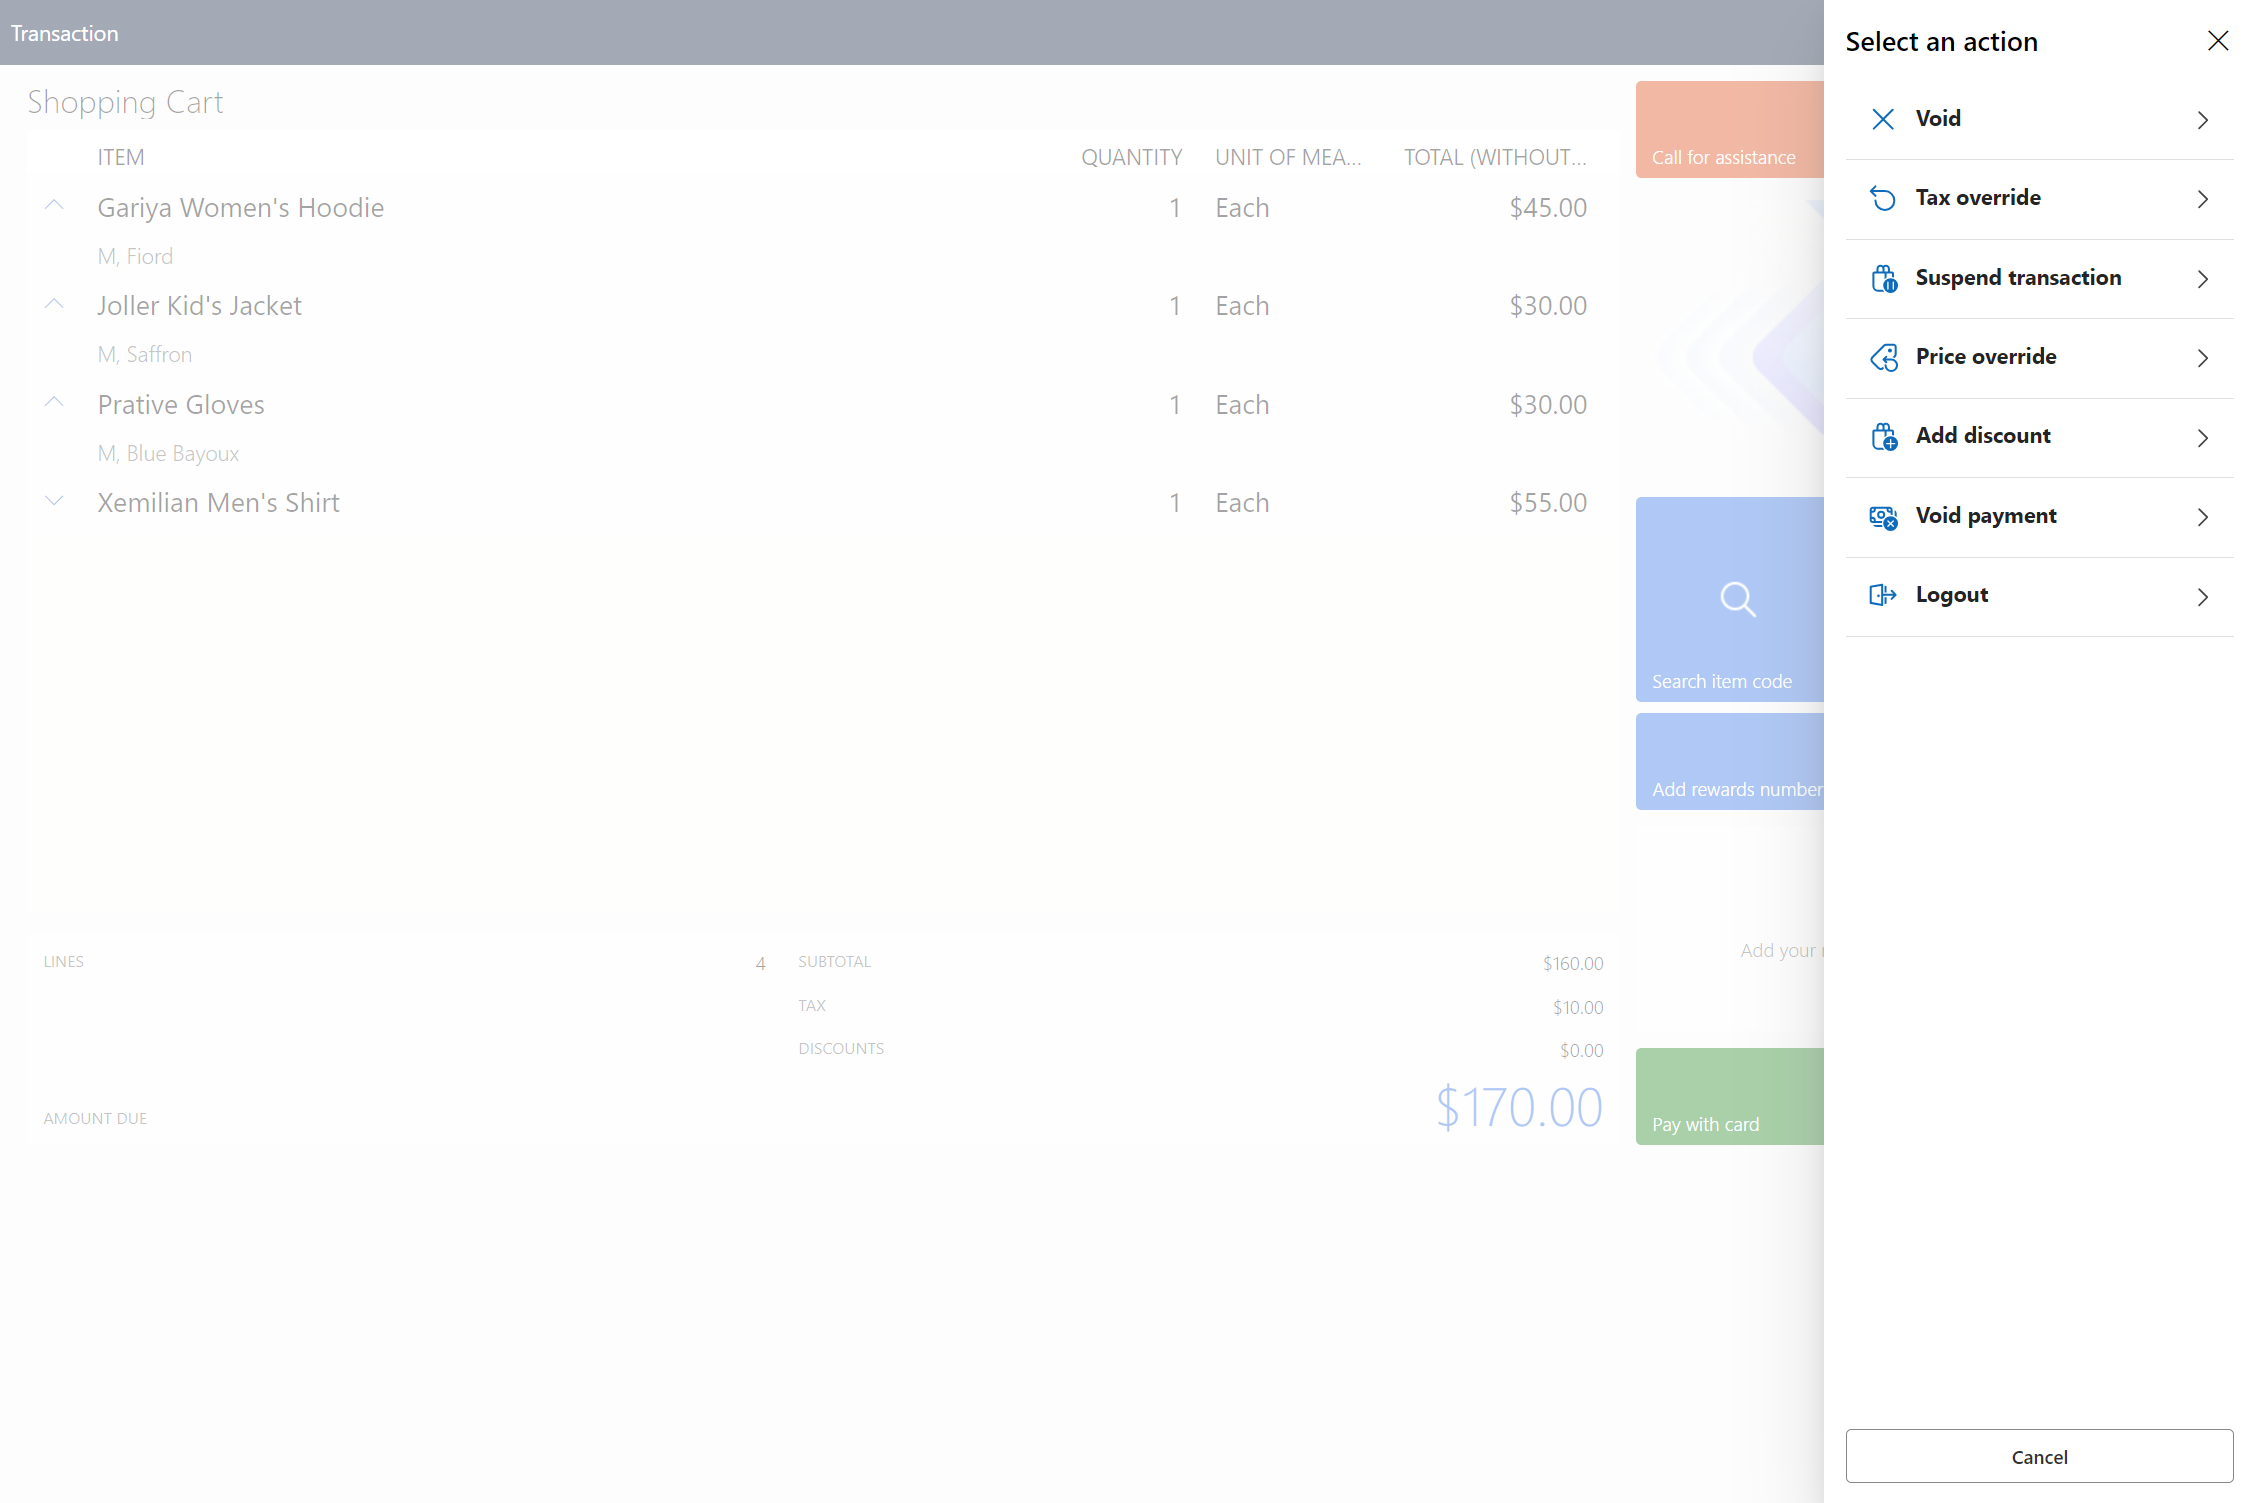 Transaction
Shopping Cart
ITEM QUANTITY UNIT OF MEA... TOTAL (WITHOUT...
Gariya Women's Hoodie 1 Each $45.00
M, Fiord
Joller Kid's Jacket 1 Each $30.00
M, Saffron
Prative Gloves 1 Each $30.00
M, Blue Bayoux
Xemilian Men's Shirt 1 Each $55.00
LINES 4 SUBTOTAL $160.00
TAX $10.00
DISCOUNTS $0.00
AMOUNT DUE $170.00
Call for assistance
Search item code
Add rewards number
Add your
Pay with card
Select an action
Void
Tax override
Suspend transaction
Price override
Add discount
Void payment
Logout
Cancel